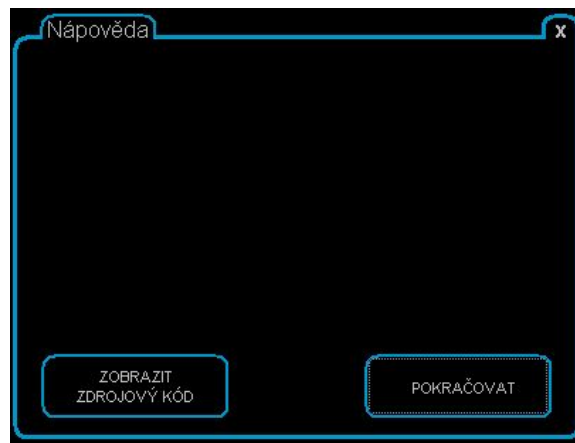 Nápověda
x
ZOBRAZIT
ZDROJOVÝ KÓD
POKRAČOVAT